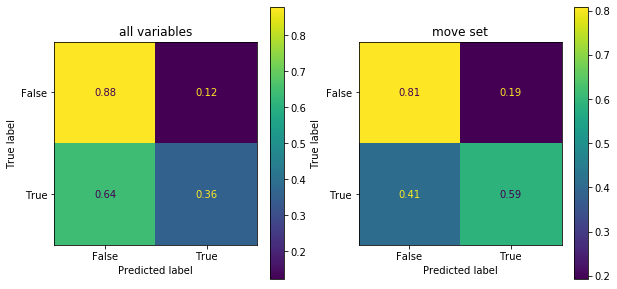 all variables
True label
False
True
0.88
0.12
0.64
0.36
False
True
Predicted label
0.8
0.7
0.6
0.5
0.4
0.3
0.2
move set
True label
False
True
0.81
0.19
0.41
0.59
False
True
Predicted label
0.8
0.7
0.6
0.5
0.4
0.3
0.2